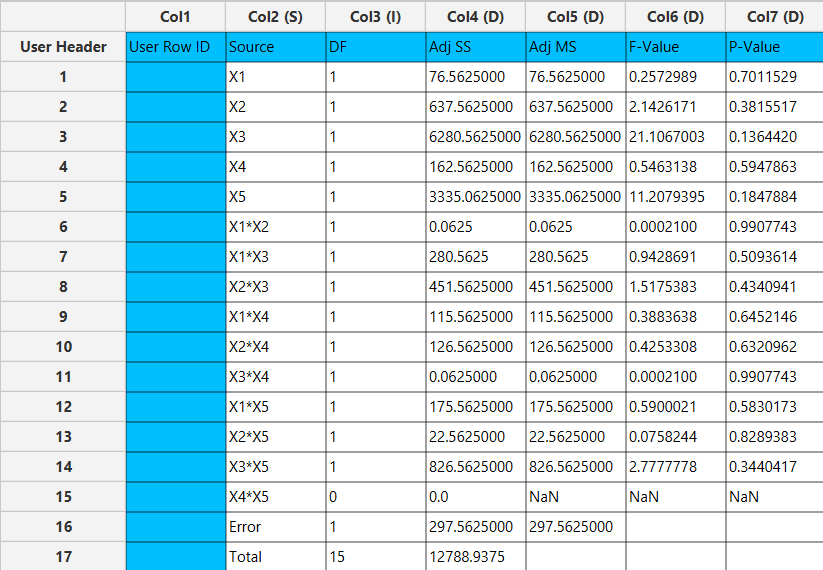 Col1 Col2 (S) Col3 (I) Col4 (D) Col5 (D) Col6 (D) Col7 (D)
User Header User Row ID Source DF Adj SS Adj MS F-Value P-Value
1 X1 1 76.5625000 76.5625000 0.2572989 0.7011529
2 X2 1 637.5625000 637.5625000 2.1426171 0.3815517
3 X3 1 6280.5625000 6280.5625000 21.1067003 0.1364420
4 X4 1 162.5625000 162.5625000 0.5463138 0.5947863
5 X5 1 3335.0625000 3335.0625000 11.2079395 0.1847884
6 X1*X2 1 0.0625 0.0625 0.0002100 0.9907743
7 X1*X3 1 280.5625 280.5625 0.9428691 0.5093614
8 X2*X3 1 451.5625000 451.5625000 1.5175383 0.4340941
9 X1*X4 1 115.5625000 115.5625000 0.3883638 0.6452146
10 X2*X4 1 126.5625000 126.5625000 0.4253308 0.6320962
11 X3*X4 1 0.0625000 0.0625000 0.0002100 0.9907743
12 X1*X5 1 175.5625000 175.5625000 0.5900021 0.5830173
13 X2*X5 1 22.5625000 22.5625000 0.0758244 0.8289383
14 X3*X5 1 826.5625000 826.5625000 2.7777778 0.3440417
15 X4*X5 0 0.0 NaN NaN NaN
16 Error 1 297.5625000 297.5625000
17 Total 15 12788.9375